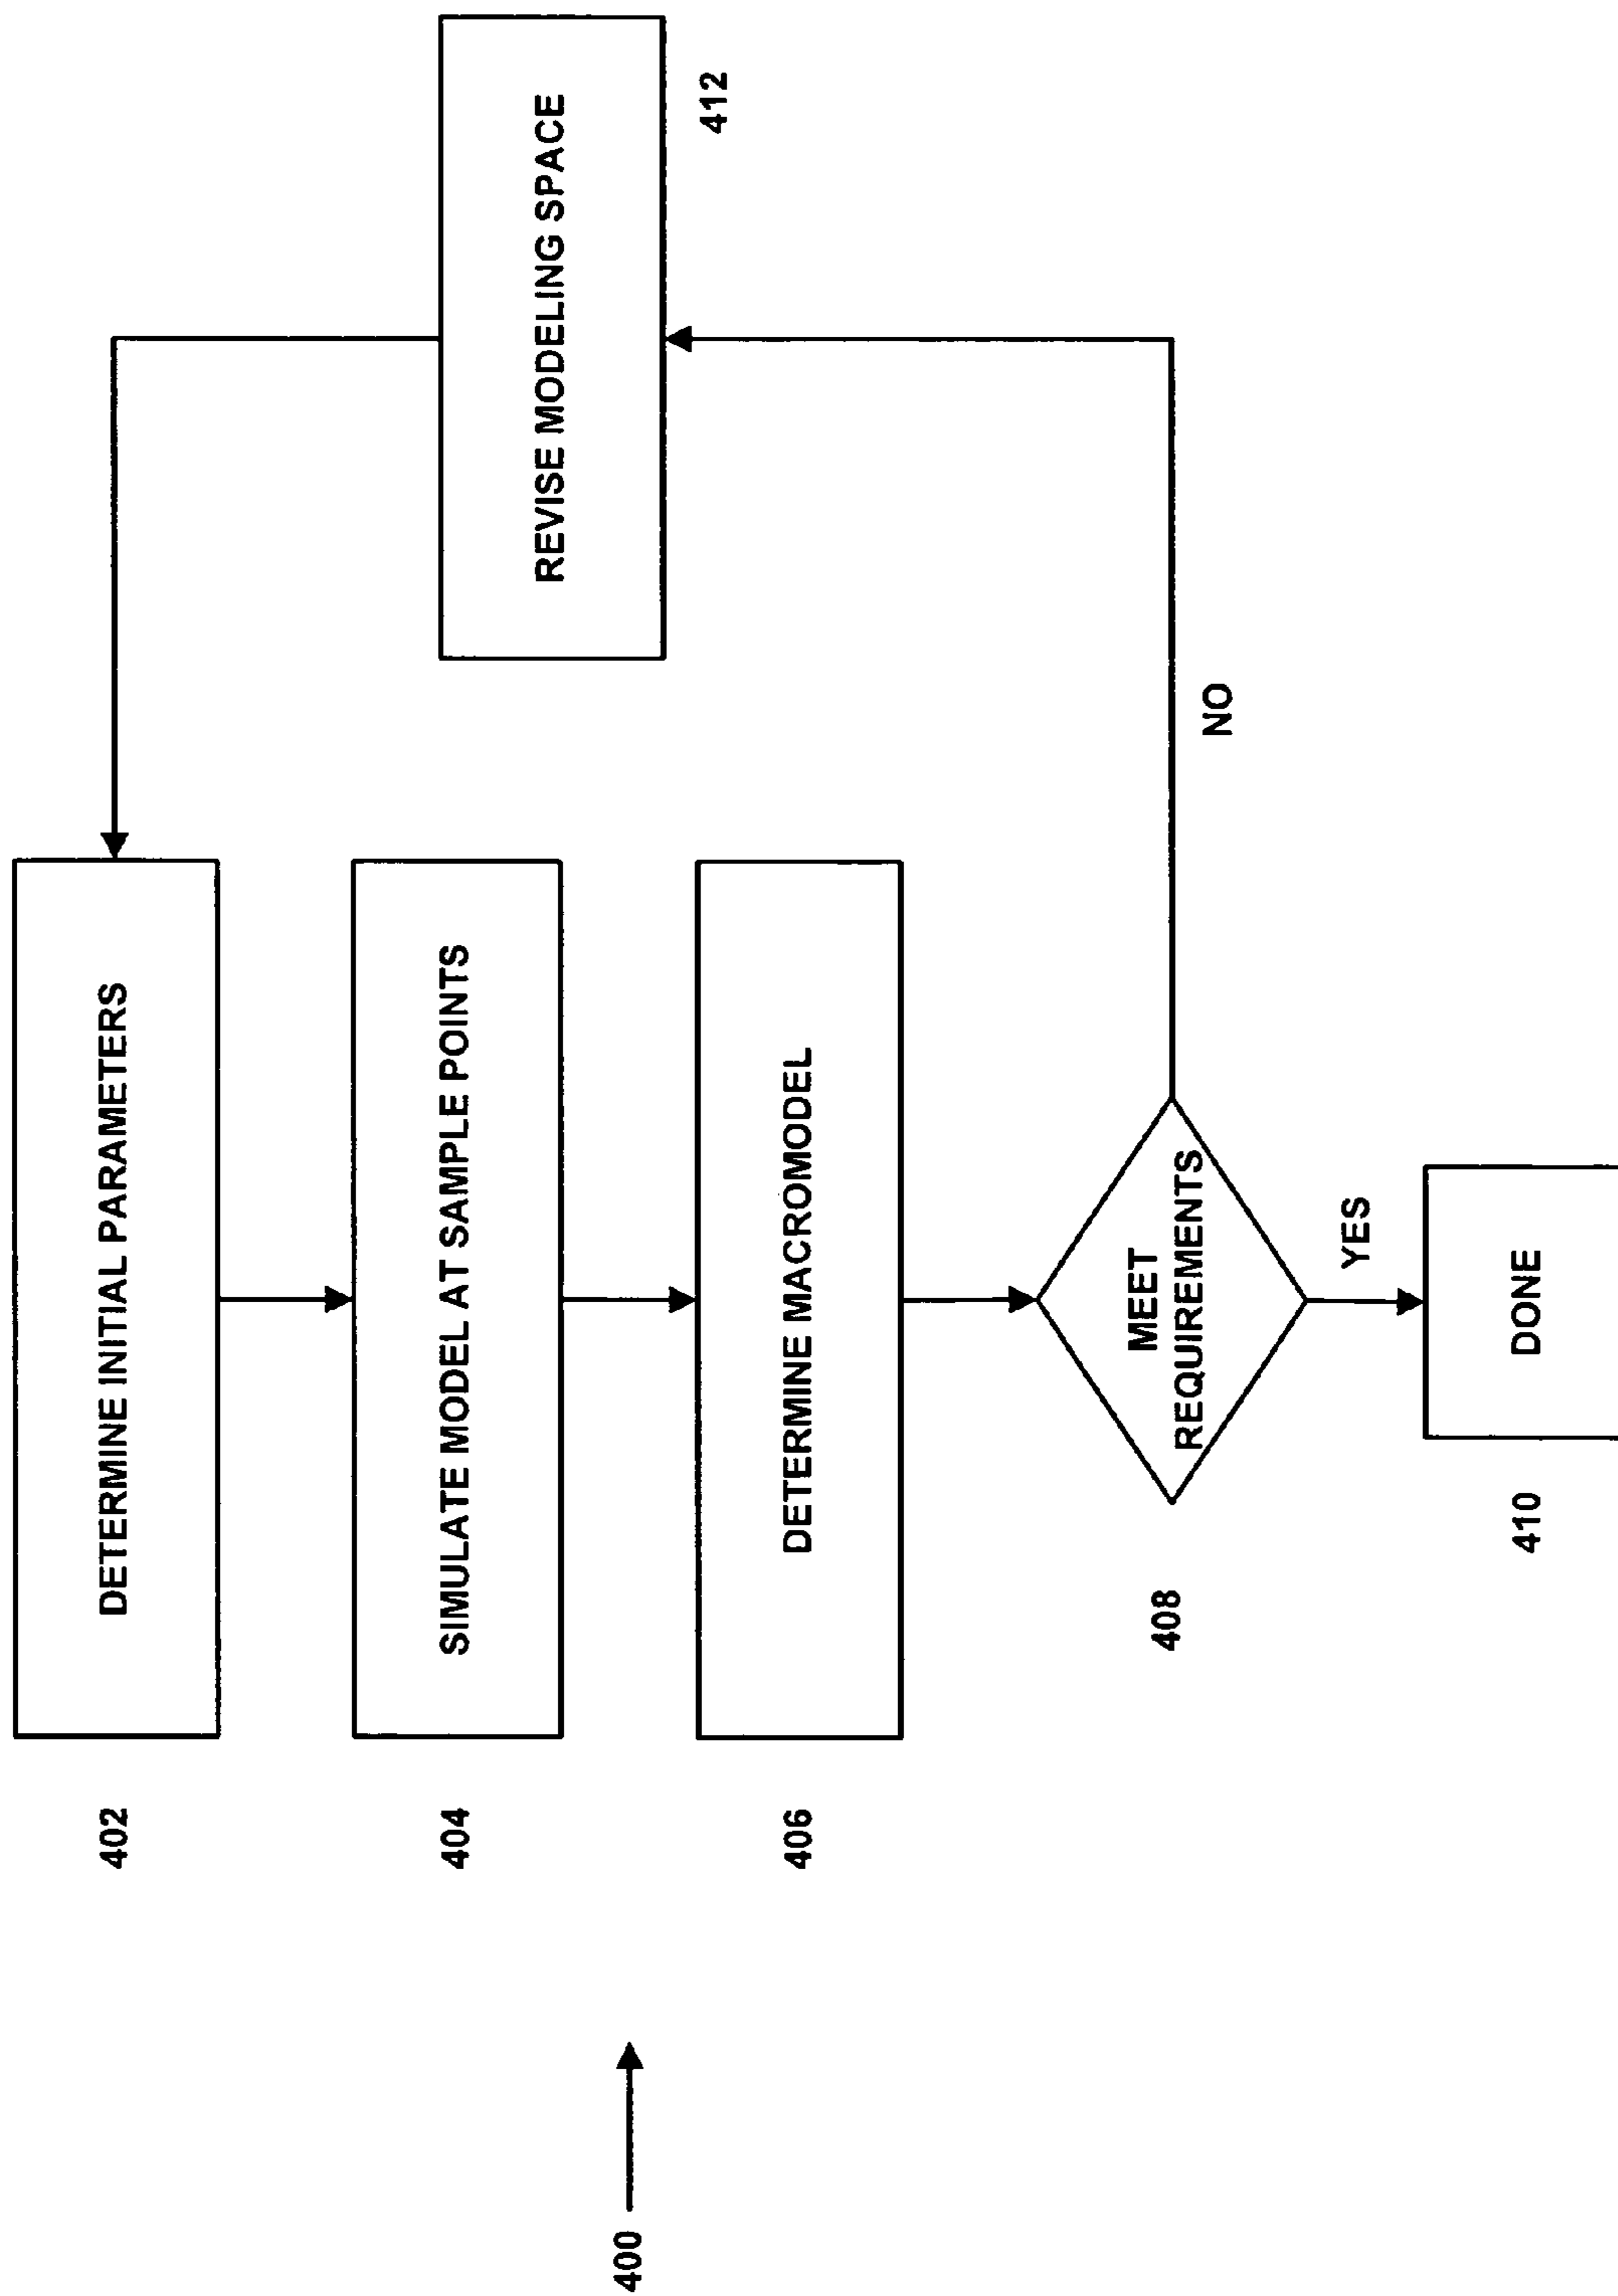 400
402
DETERMINE INITIAL PARAMETERS
404
SIMULATE MODEL AT SAMPLE POINTS
406
DETERMINE MACROMODEL
408
MEET
REQUIREMENTS
NO
YES
410
DONE
REVISE MODELING SPACE
412